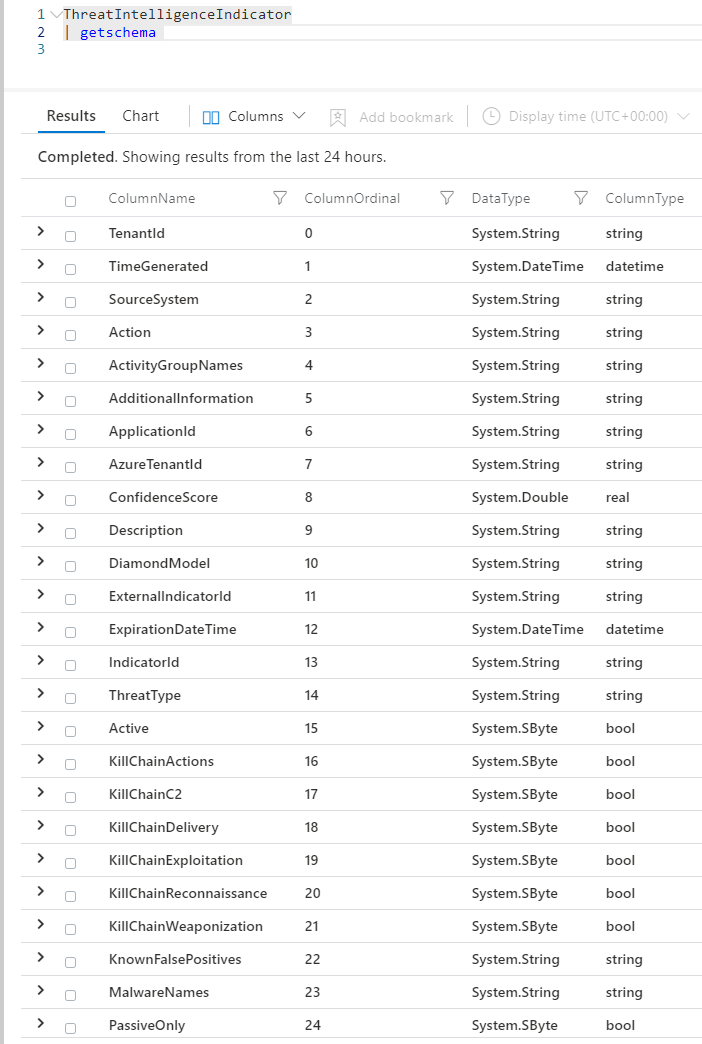 1 ThreatIntelligenceIndicator
2 | getschema
3
Results Chart Columns Add bookmark Display time (UTC+00:00)
Completed. Showing results from the last 24 hours.
ColumnName ColumnOrdinal DataType ColumnType
TenantId 0 System.String string
TimeGenerated 1 System.DateTime datetime
SourceSystem 2 System.String string
Action 3 System.String string
ActivityGroupNames 4 System.String string
AdditionalInformation 5 System.String string
ApplicationId 6 System.String string
AzureTenantId 7 System.String string
ConfidenceScore 8 System.Double real
Description 9 System.String string
DiamondModel 10 System.String string
ExternalIndicatorId 11 System.String string
ExpirationDateTime 12 System.DateTime datetime
IndicatorId 13 System.String string
ThreatType 14 System.String string
Active 15 System.SByte bool
KillChainActions 16 System.SByte bool
KillChainC2 17 System.SByte bool
KillChainDelivery 18 System.SByte bool
KillChainExploitation 19 System.SByte bool
KillChainReconnaissance 20 System.SByte bool
KillChainWeaponization 21 System.SByte bool
KnownFalsePositives 22 System.String string
MalwareNames 23 System.String string
PassiveOnly 24 System.SByte bool